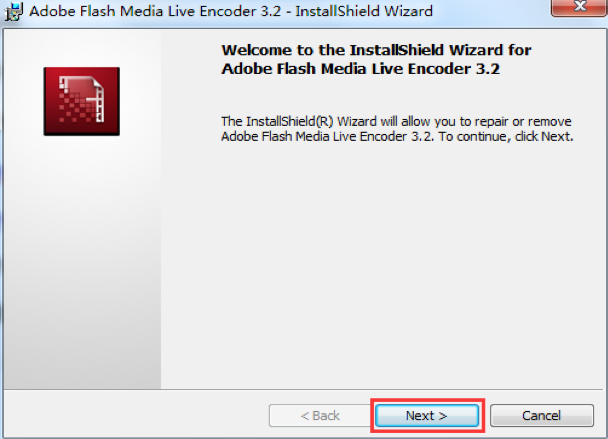 Adobe Flash Media Live Encoder 3.2 - InstallShield Wizard
Welcome to the InstallShield Wizard for
Adobe Flash Media Live Encoder 3.2
The InstallShield(R) Wizard will allow you to repair or remove
Adobe Flash Media Live Encoder 3.2. To continue, click Next.
< Back
Next >
Cancel